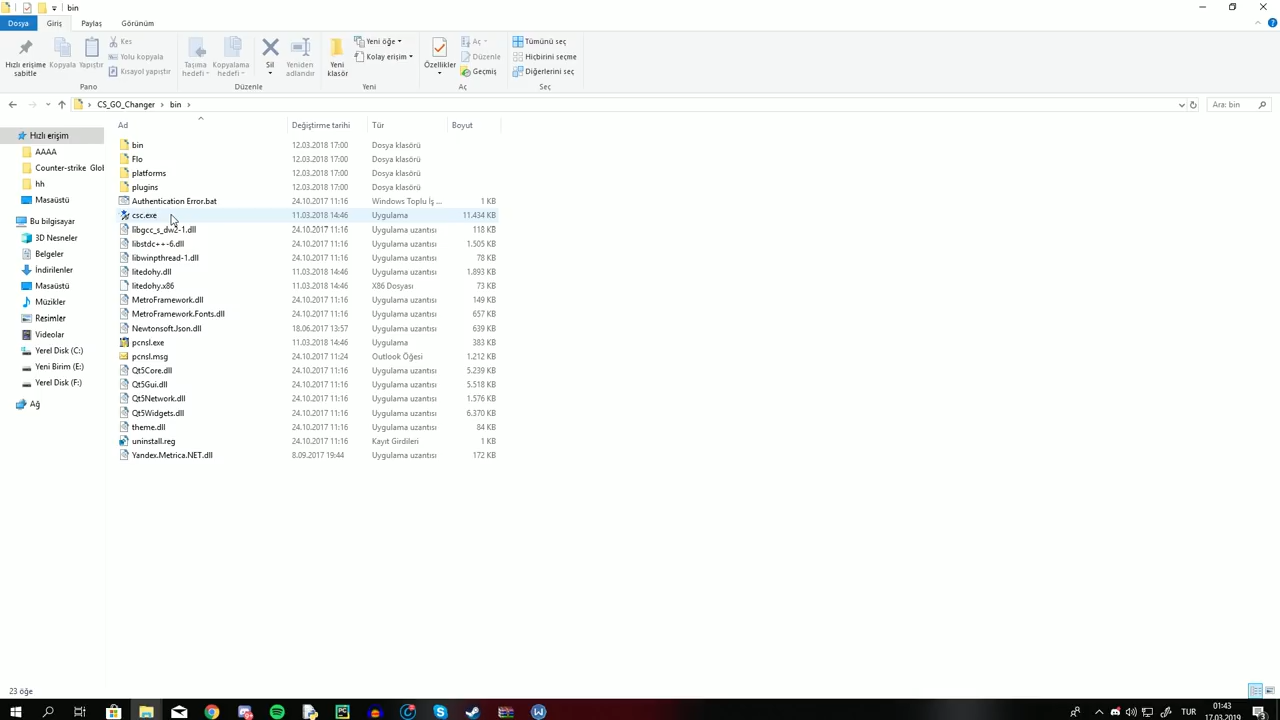 bin
Dosya Giriş Paylaş Görünüm
Hızlı erişime sabitle
Kopyala
Yapıştır
Kes
Yolu kopyala
Kısayol yapıştır
Pano
Taşıma hedefi
Kopyalama hedefi
Sil
Yeniden adlandır
Düzenle
Yeni klasör
Yeni öğe
Kolay erişim
Yeni
Özellikler
Aç
Düzenle
Geçmiş
Aç
Tümünü seç
Hiçbirini seçme
Diğerlerini seç
Seç
CS_GO_Changer > bin >
Ara: bin
Hızlı erişim
AAAA
Counter-strike Glob
hh
Masaüstü
Bu bilgisayar
3D Nesneler
Belgeler
İndirilenler
Masaüstü
Müzikler
Resimler
Videolar
Yerel Disk (C:)
Yeni Birim (E:)
Yerel Disk (F:)
Ağ
Ad Değiştirme tarihi Tür Boyut
bin 12.03.2018 17:00 Dosya klasörü
Flo 12.03.2018 17:00 Dosya klasörü
platforms 12.03.2018 17:00 Dosya klasörü
plugins 12.03.2018 17:00 Dosya klasörü
Authentication Error.bat 24.10.2017 11:16 Windows Toplu İş ... 1 KB
csc.exe 11.03.2018 14:46 Uygulama 11.434 KB
libgcc_s_dw2-1.dll 24.10.2017 11:16 Uygulama uzantısı 118 KB
libstdc++-6.dll 24.10.2017 11:16 Uygulama uzantısı 1.505 KB
libwinpthread-1.dll 24.10.2017 11:16 Uygulama uzantısı 78 KB
litedohy.dll 11.03.2018 14:46 Uygulama uzantısı 1.893 KB
litedohy.x86 11.03.2018 14:46 X86 Dosyası 73 KB
MetroFramework.dll 24.10.2017 11:16 Uygulama uzantısı 149 KB
MetroFramework.Fonts.dll 24.10.2017 11:16 Uygulama uzantısı 657 KB
Newtonsoft.Json.dll 18.06.2017 13:57 Uygulama uzantısı 639 KB
pcnsl.exe 11.03.2018 14:46 Uygulama 383 KB
pcnsl.msg 24.10.2017 11:24 Outlook Öğesi 1.212 KB
Qt5Core.dll 24.10.2017 11:16 Uygulama uzantısı 5.239 KB
Qt5Gui.dll 24.10.2017 11:16 Uygulama uzantısı 5.518 KB
Qt5Network.dll 24.10.2017 11:16 Uygulama uzantısı 1.576 KB
Qt5Widgets.dll 24.10.2017 11:16 Uygulama uzantısı 6.370 KB
theme.dll 24.10.2017 11:16 Uygulama uzantısı 84 KB
uninstall.reg 24.10.2017 11:16 Kayıt Girdileri 1 KB
Yandex.Metrica.NET.dll 8.09.2017 19:44 Uygulama uzantısı 172 KB
23 öğe
TUR
01:43
17.03.2019